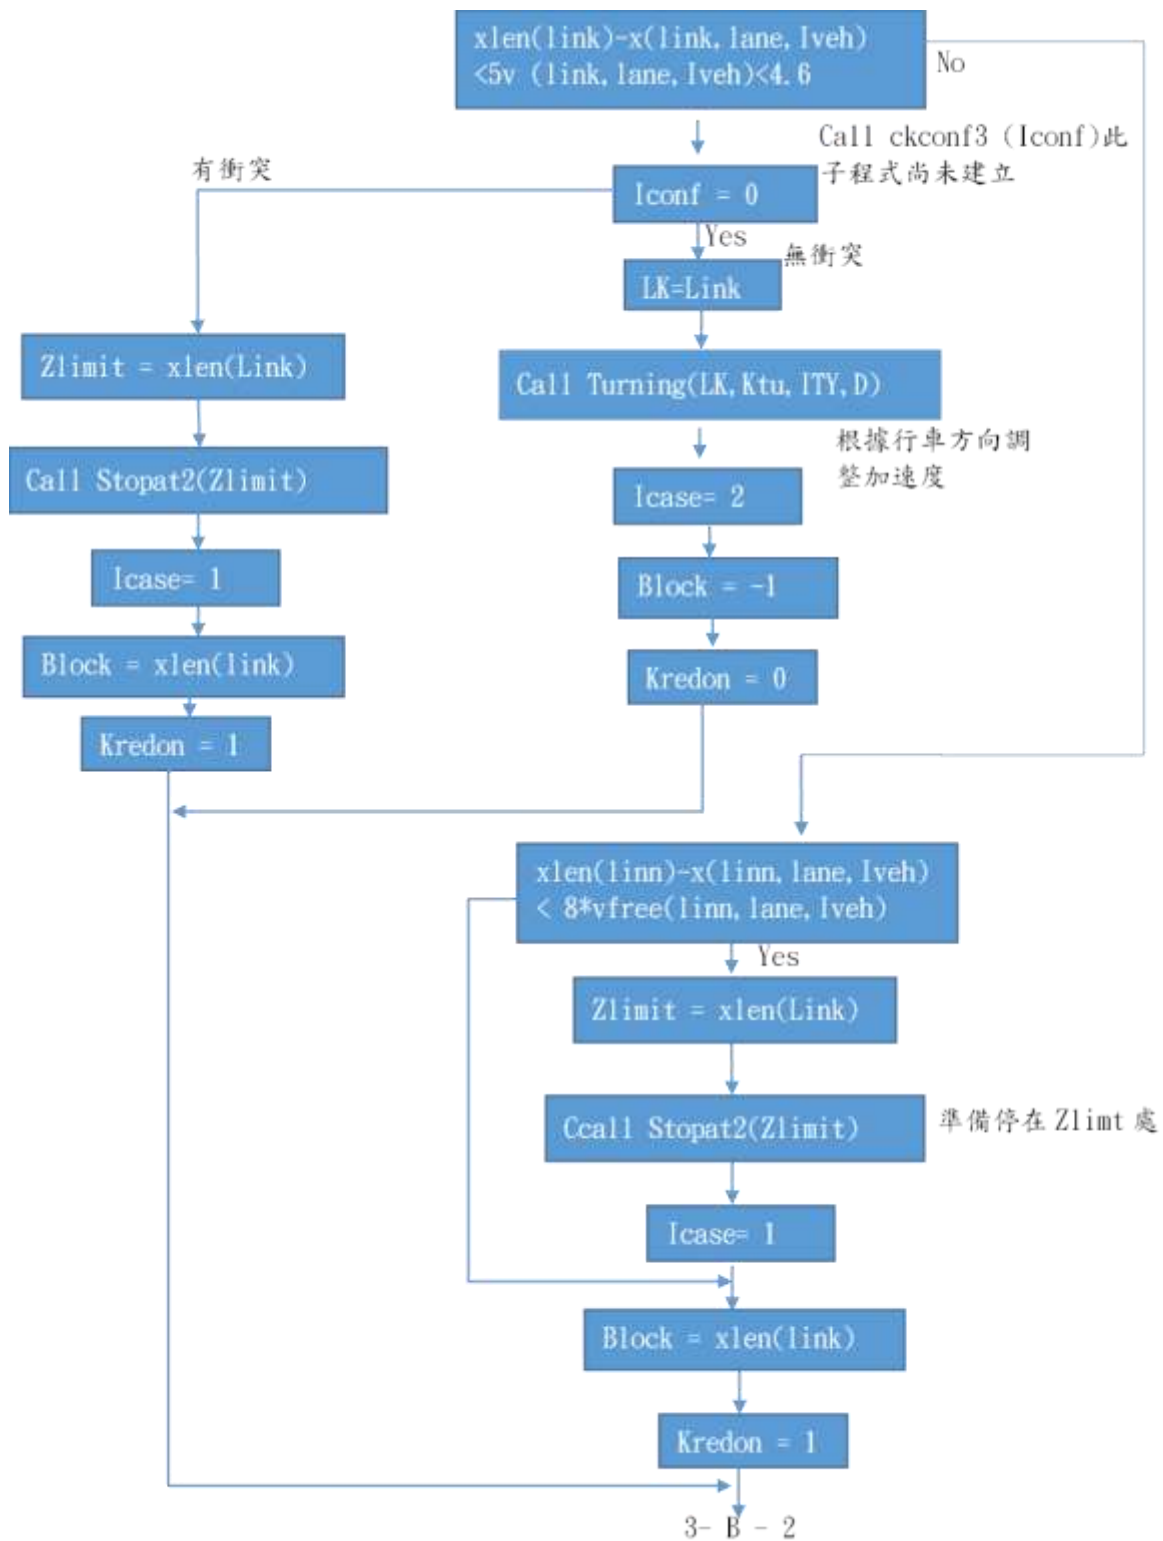 xlen(link)-x(link,lane,Iveh)
<5v (link,lane,Iveh)<4.6
No
Call ckconf3 (Iconf)此
子程式尚未建立
有衝突
Iconf = 0
Yes
無衝突
LK=Link
Zlimit = xlen(Link)
Call Turning(LK,Ktu,ITY,D)
根據行車方向調
整加速度
Call Stopat2(Zlimit)
Icase= 2
Icase= 1
Block = -1
Block = xlen(link)
Kredon = 0
Kredon = 1
xlen(linn)-x(linn,lane,Iveh)
< 8*vfree(linn,lane,Iveh)
Yes
Zlimit = xlen(Link)
Ccall Stopat2(Zlimit)
準備停在 Zlimt 處
Icase= 1
Block = xlen(link)
Kredon = 1
3- B - 2